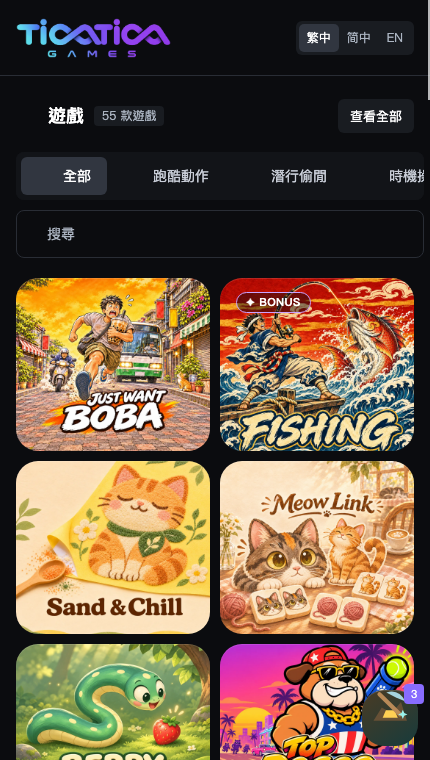 TICATICA
GAMES
繁中 简中 EN
遊戲 55 款遊戲 查看全部
全部 跑酷動作 潛行偷閒
搜尋
JUST WANT
BOBA
✦ BONUS
FISHING
Sand & Chill
Meow Link
TOP
3